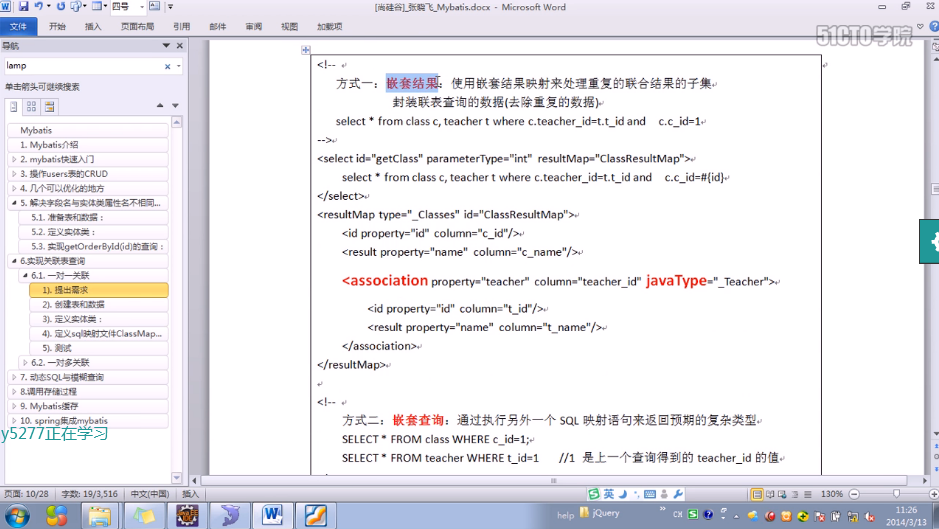 [尚硅谷]_张晓飞_Mybatis.docx - Microsoft Word
文件 开始 插入 页面布局 引用 邮件 审阅 视图 加载项
51CTO学院
导航
lamp
单击箭头可继续搜索
Mybatis
1. Mybatis介绍
2. mybatis快速入门
3. 操作users表的CRUD
4. 几个可以优化的地方
5. 解决字段名与实体类属性名不相同...
5.1. 准备表和数据：
5.2. 定义实体类：
5.3. 实现getOrderById(id)的查询：
6.实现关联表查询
6.1. 一对一关联
1). 提出需求
2). 创建表和数据
3). 定义实体类：
4). 定义sql映射文件ClassMap...
5). 测试
6.2. 一对多关联
7. 动态SQL与模糊查询
8.调用存储过程
9. Mybatis缓存
10. spring集成mybatis
y5277正在学习
<!--
方式一：嵌套结果：使用嵌套结果映射来处理重复的联合结果的子集
封装联表查询的数据(去除重复的数据)
select * from class c, teacher t where c.teacher_id=t.t_id and c.c_id=1
-->
<select id="getClass" parameterType="int" resultMap="ClassResultMap">
select * from class c, teacher t where c.teacher_id=t.t_id and c.c_id=#{id}
</select>
<resultMap type="_Classes" id="ClassResultMap">
<id property="id" column="c_id"/>
<result property="name" column="c_name"/>
<association property="teacher" column="teacher_id" javaType="_Teacher">
<id property="id" column="t_id"/>
<result property="name" column="t_name"/>
</association>
</resultMap>
<!--
方式二：嵌套查询：通过执行另外一个 SQL 映射语句来返回预期的复杂类型
SELECT * FROM class WHERE c_id=1;
SELECT * FROM teacher WHERE t_id=1 //1 是上一个查询得到的 teacher_id 的值
页面: 10/28 字数: 19/3,516 中文(中国) 插入 英 130%
help jQuery CH 11:26
2014/3/13